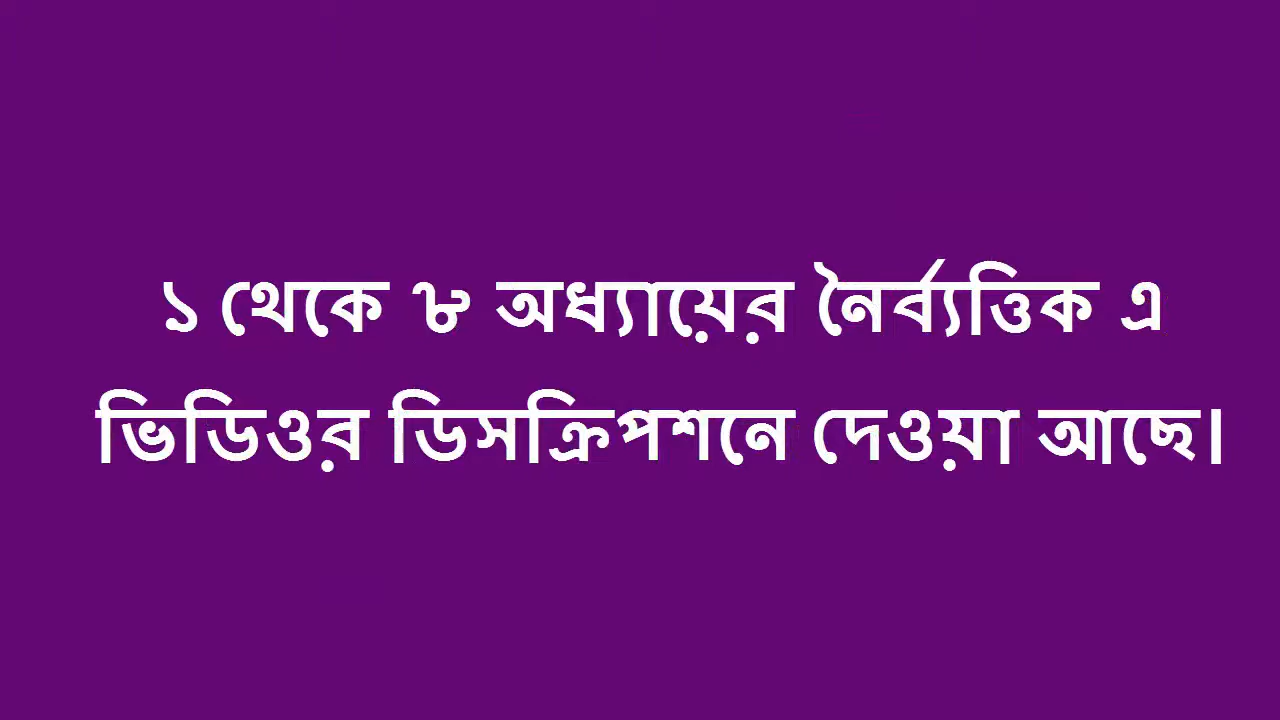 ১ থেকে ৮ অধ্যায়ের নৈর্ব্যত্তিক এ
ভিডিওর ডিসক্রিপশনে দেওয়া আছে।